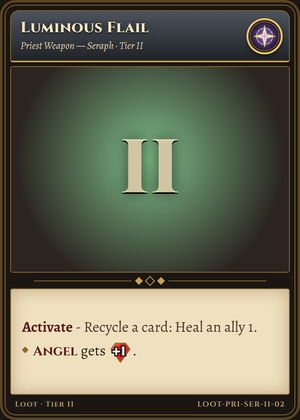 Luminous Flail
Priest Weapon — Seraph · Tier II
II
Activate - Recycle a card: Heal an ally 1.
Angel gets +1 .
Loot · Tier II
LOOT-PRI-SER-II-02